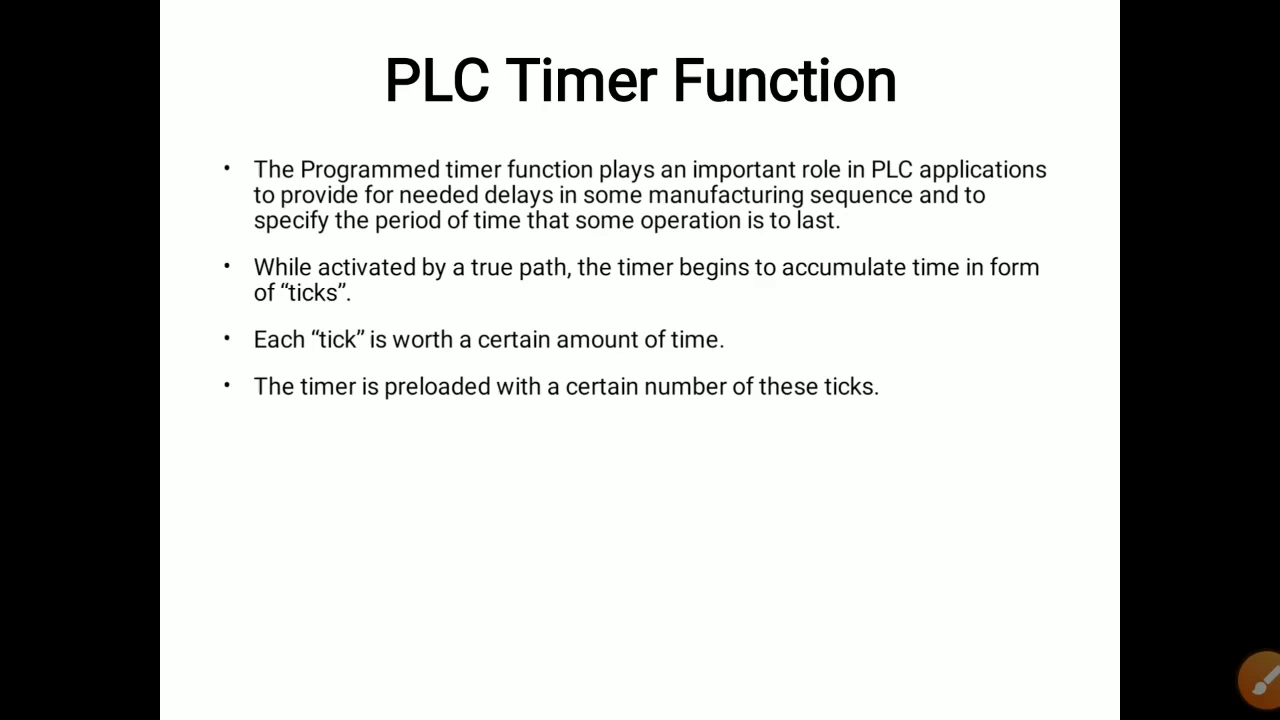 PLC Timer Function
• The Programmed timer function plays an important role in PLC applications
to provide for needed delays in some manufacturing sequence and to
specify the period of time that some operation is to last.
• While activated by a true path, the timer begins to accumulate time in form
of “ticks”.
• Each “tick” is worth a certain amount of time.
• The timer is preloaded with a certain number of these ticks.